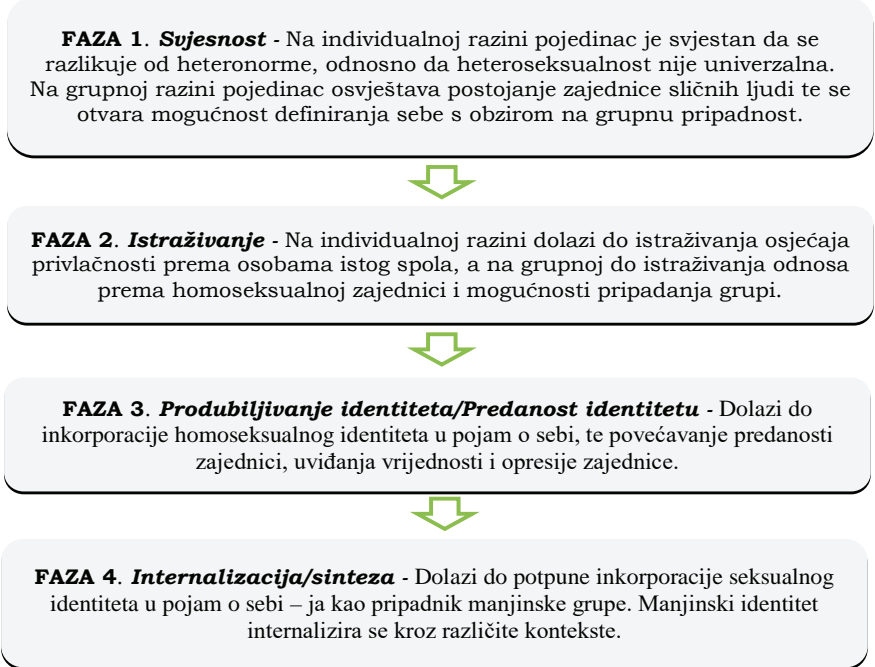 FAZA 1. Svjesnost - Na individualnoj razini pojedinac je svjestan da se
razlikuje od heteronorme, odnosno da heteroseksualnost nije univerzalna.
Na grupnoj razini pojedinac osvještava postojanje zajednice sličnih ljudi te se
otvara mogućnost definiranja sebe s obzirom na grupnu pripadnost.
FAZA 2. Istraživanje - Na individualnoj razini dolazi do istraživanja osjećaja
privlačnosti prema osobama istog spola, a na grupnoj do istraživanja odnosa
prema homoseksualnoj zajednici i mogućnosti pripadanja grupi.
FAZA 3. Produbiljivanje identiteta/Predanost identitetu - Dolazi do
inkorporacije homoseksualnog identiteta u pojam o sebi, te povećavanje predanosti
zajednici, uviđanja vrijednosti i opresije zajednice.
FAZA 4. Internalizacija/sinteza - Dolazi do potpune inkorporacije seksualnog
identiteta u pojam o sebi – ja kao pripadnik manjinske grupe. Manjinski identitet
internalizira se kroz različite kontekste.